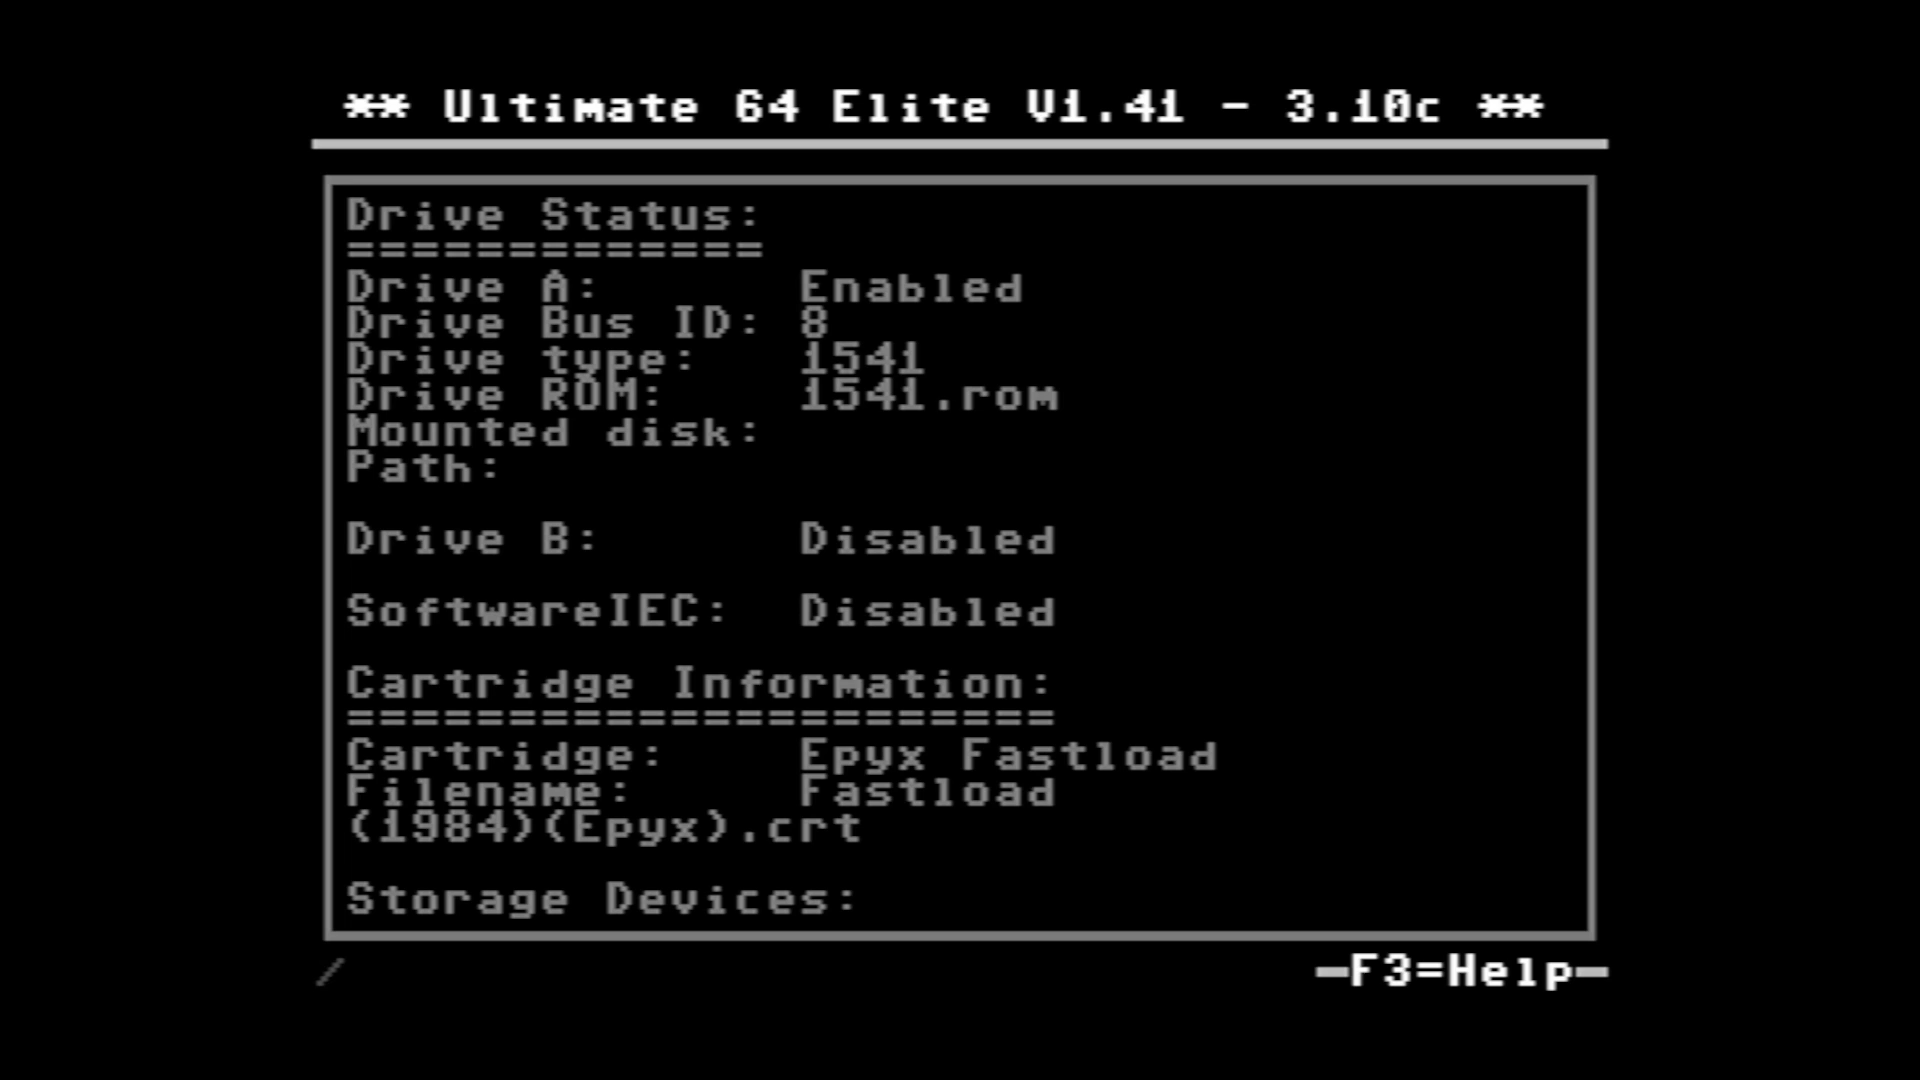 ** Ultimate 64 Elite V1.41 - 3.10c **
Drive Status:
=============
Drive A: Enabled
Drive Bus ID: 8
Drive type: 1541
Drive ROM: 1541.rom
Mounted disk:
Path:
Drive B: Disabled
SoftwareIEC: Disabled
Cartridge Information:
======================
Cartridge: Epyx Fastload
Filename: Fastload
(1984)(Epyx).crt
Storage Devices:
/ —F3=Help—